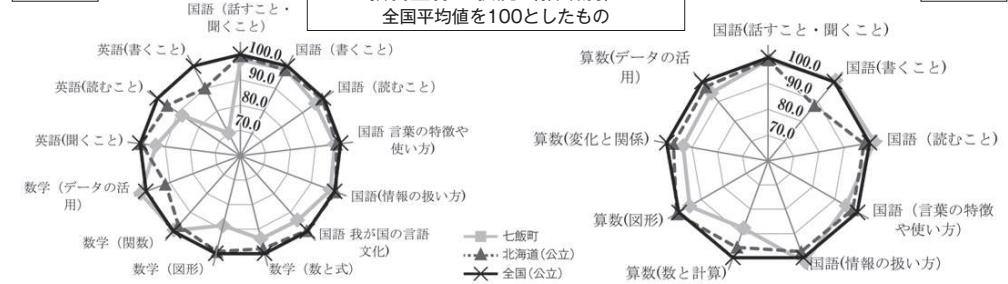 全国平均値を100としたもの
国語（話すこと・
聞くこと）
国語（書くこと）
国語（読むこと）
国語 言葉の特徴や
使い方）
国語(情報の扱い方)
国語 我が国の言語
文化)
数学（数と式）
数学（図形）
数学（関数）
数学（データの活
用）
英語(聞くこと）
英語(読むこと）
英語(書くこと）
100.0
90.0
80.0
70.0
七飯町
北海道(公立)
全国(公立)
国語(話すこと・聞くこと）
国語(書くこと）
国語（読むこと）
国語（言葉の特徴
や使い方）
国語(情報の扱い方）
算数(数と計算）
算数(図形）
算数(変化と関係）
算数(データの活
用）
100.0
90.0
80.0
70.0